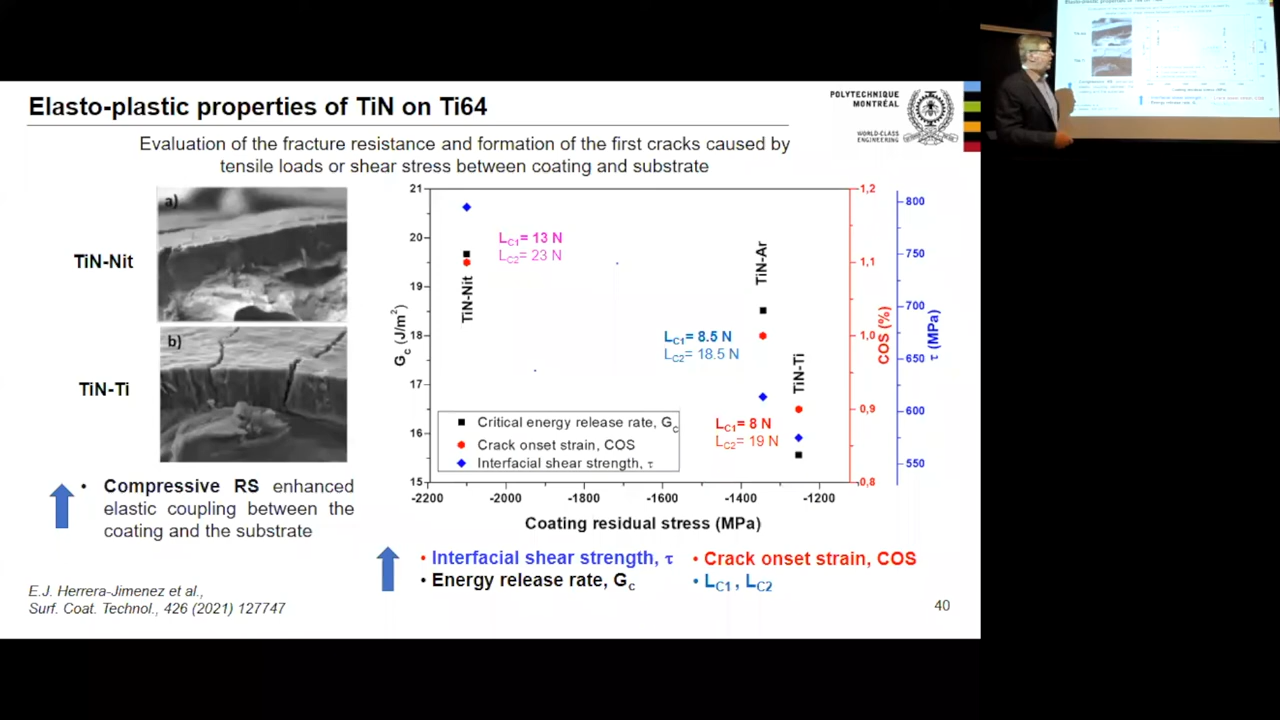 Elasto-plastic properties of TiN on Ti64
POLYTECHNIQUE
MONTRÉAL
WORLD-CLASS
ENGINEERING
Evaluation of the fracture resistance and formation of the first cracks caused by
tensile loads or shear stress between coating and substrate
a)
TiN-Nit
b)
TiN-Ti
Compressive RS enhanced
elastic coupling between the
coating and the substrate
21
20
19
18
17
16
15
Gc (J/m²)
-2200
-2000
-1800
-1600
-1400
-1200
Coating residual stress (MPa)
1,2
1,1
1,0
0,9
0,8
COS (%)
800
750
700
650
600
550
τ (MPa)
TiN-Nit
LC1= 13 N
LC2= 23 N
TiN-Ar
LC1= 8.5 N
LC2= 18.5 N
TiN-Ti
LC1= 8 N
LC2= 19 N
Critical energy release rate, Gc
Crack onset strain, COS
Interfacial shear strength, τ
• Interfacial shear strength, τ
• Energy release rate, Gc
• Crack onset strain, COS
• LC1 , LC2
E.J. Herrera-Jimenez et al.,
Surf. Coat. Technol., 426 (2021) 127747
40